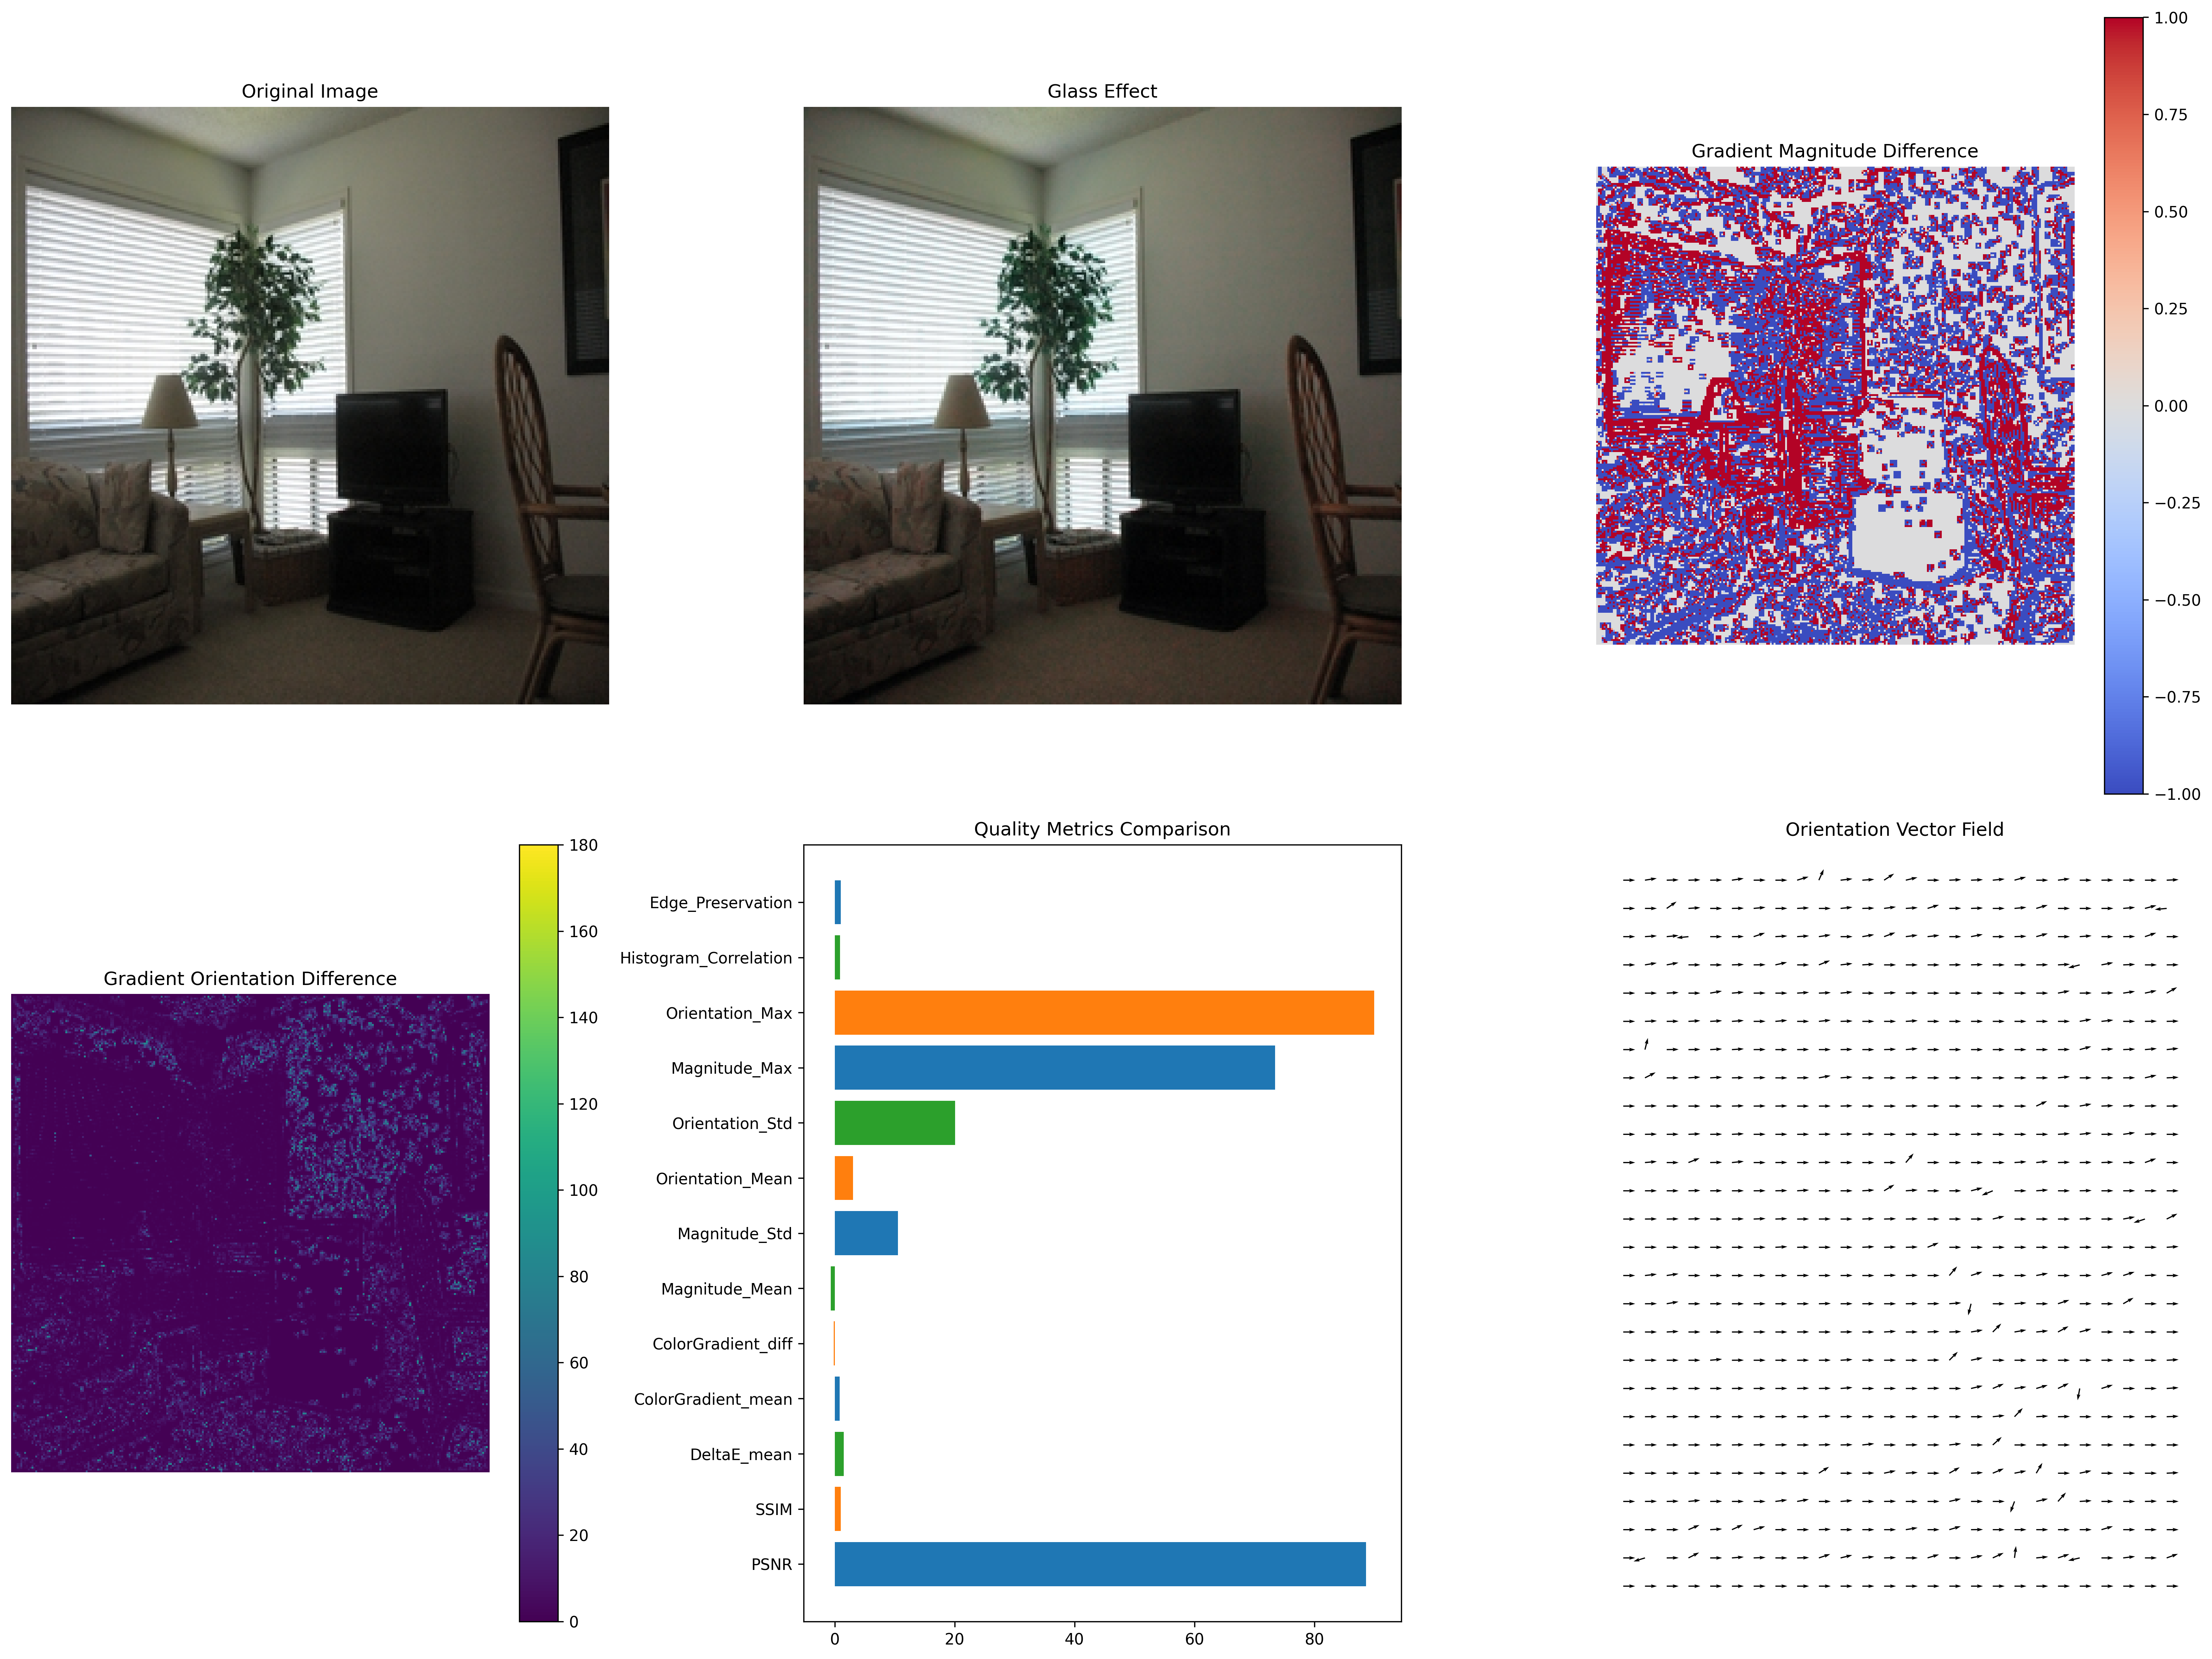 Original Image
Glass Effect
Gradient Magnitude Difference
1.00
0.75
0.50
0.25
0.00
−0.25
−0.50
−0.75
−1.00
Gradient Orientation Difference
180
160
140
120
100
80
60
40
20
0
Quality Metrics Comparison
Edge_Preservation
Histogram_Correlation
Orientation_Max
Magnitude_Max
Orientation_Std
Orientation_Mean
Magnitude_Std
Magnitude_Mean
ColorGradient_diff
ColorGradient_mean
DeltaE_mean
SSIM
PSNR
0 20 40 60 80
Orientation Vector Field